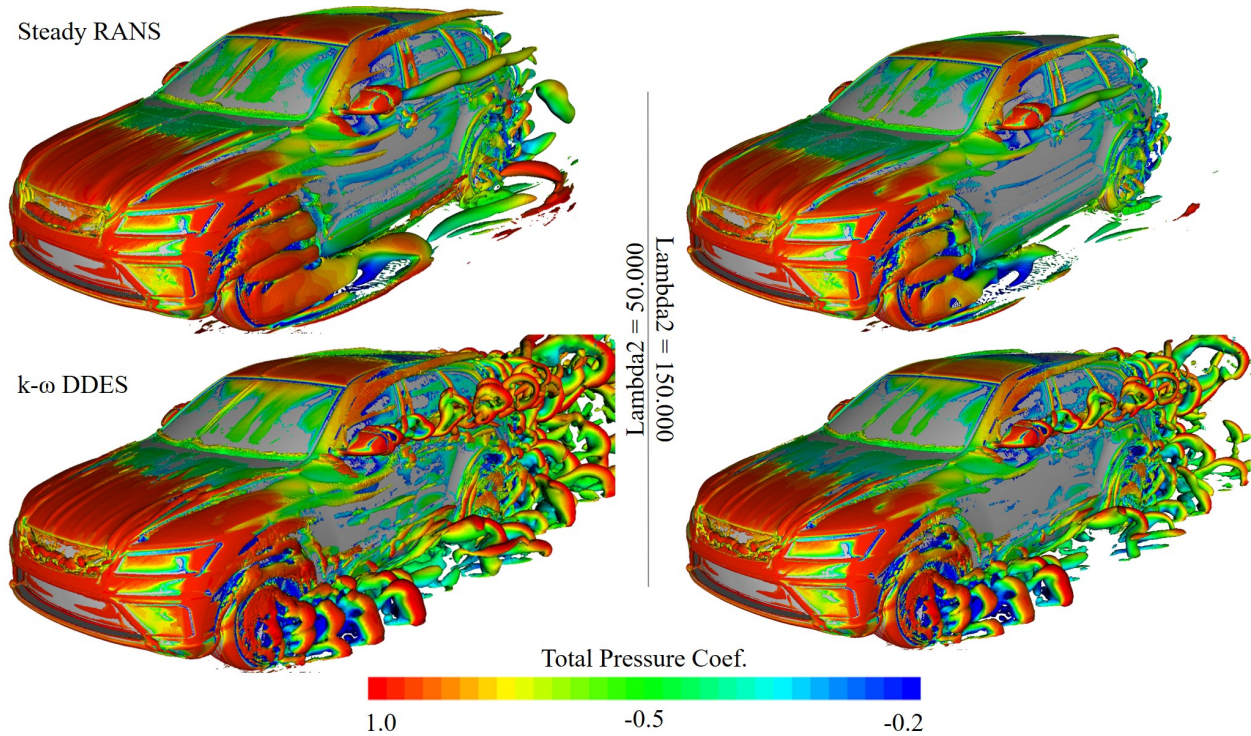 Steady RANS
Lambda2 = 50.000
Lambda2 = 150.000
k-ω DDES
Total Pressure Coef.
1.0 -0.5 -0.2